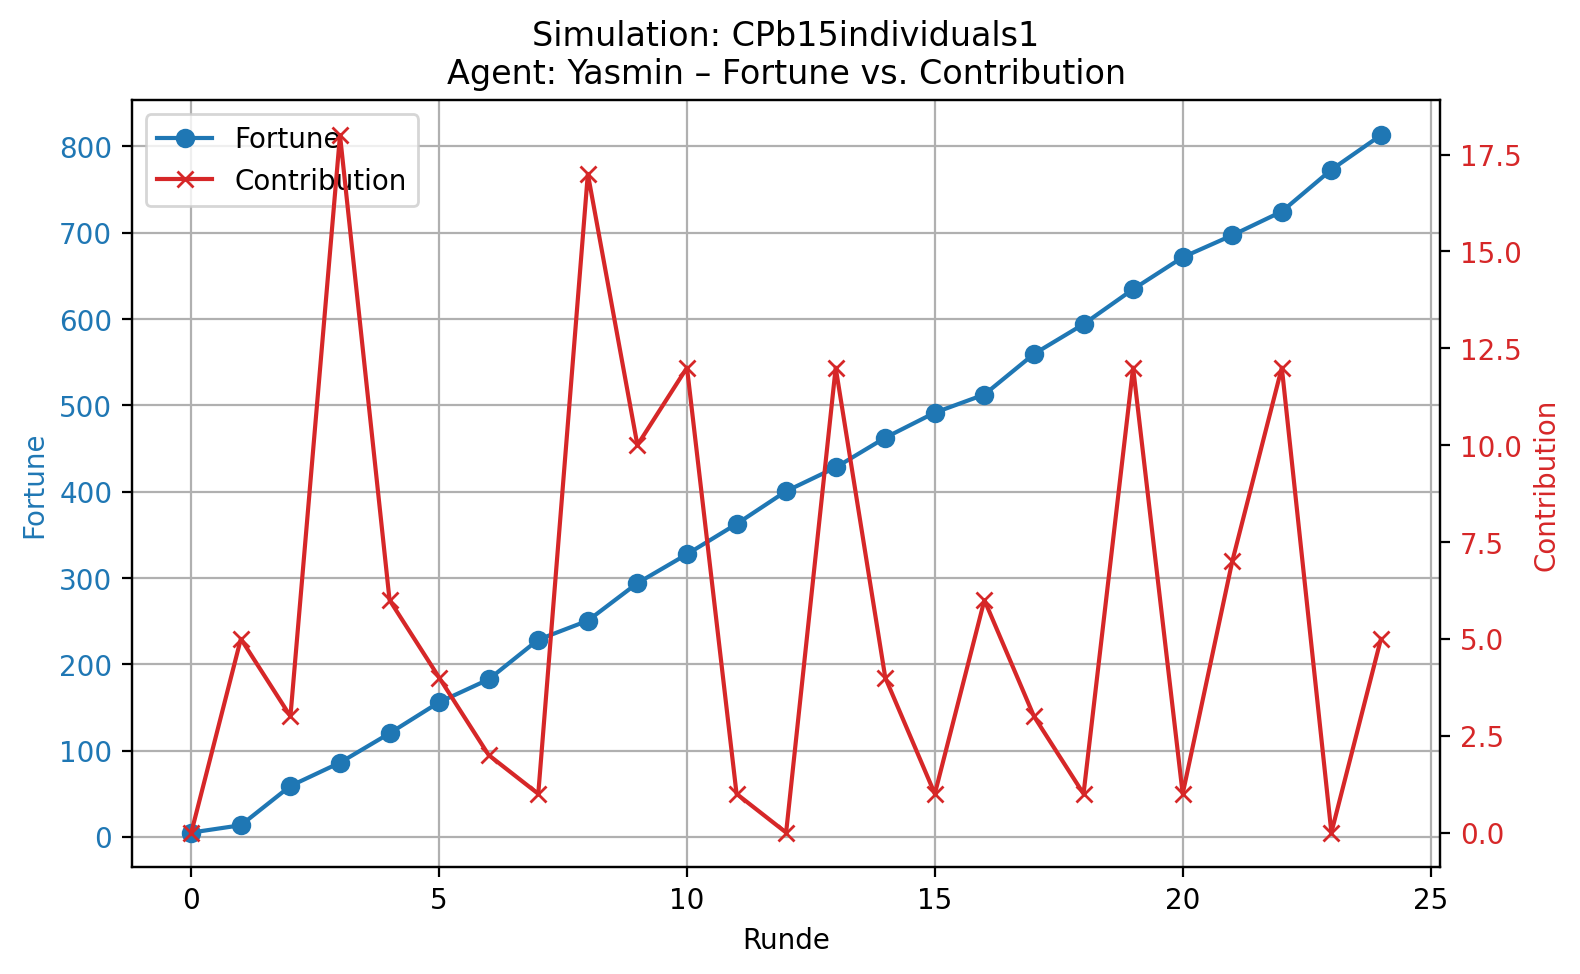 Simulation: CPb15individuals1
Agent: Yasmin – Fortune vs. Contribution
Fortune
Contribution
800
700
600
500
400
300
200
100
0
Fortune
17.5
15.0
12.5
10.0
7.5
5.0
2.5
0.0
Contribution
0 5 10 15 20 25
Runde